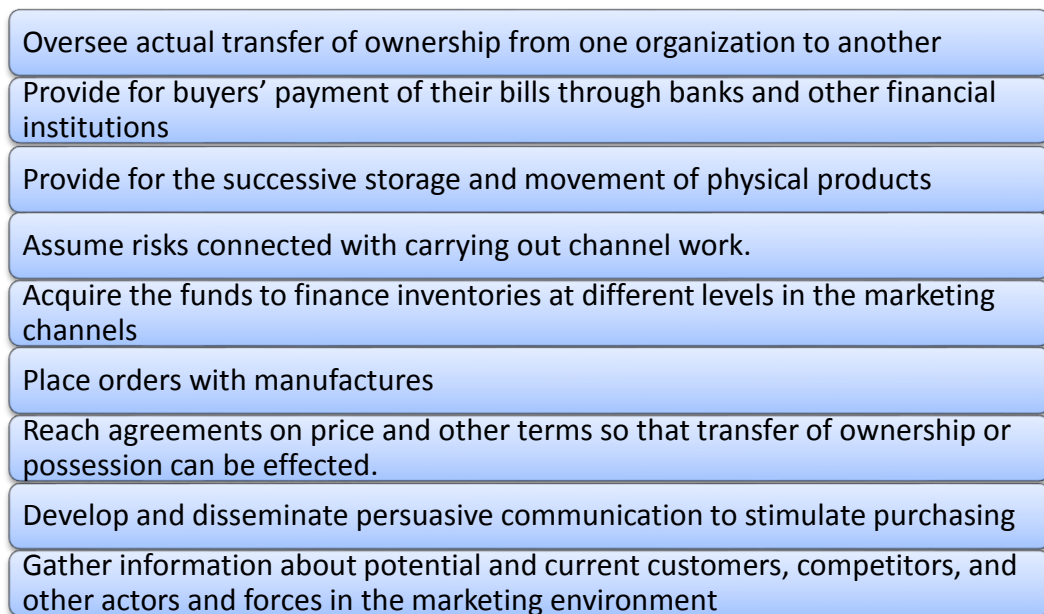 Oversee actual transfer of ownership from one organization to another
Provide for buyers’ payment of their bills through banks and other financial
institutions
Provide for the successive storage and movement of physical products
Assume risks connected with carrying out channel work.
Acquire the funds to finance inventories at different levels in the marketing
channels
Place orders with manufactures
Reach agreements on price and other terms so that transfer of ownership or
possession can be effected.
Develop and disseminate persuasive communication to stimulate purchasing
Gather information about potential and current customers, competitors, and
other actors and forces in the marketing environment